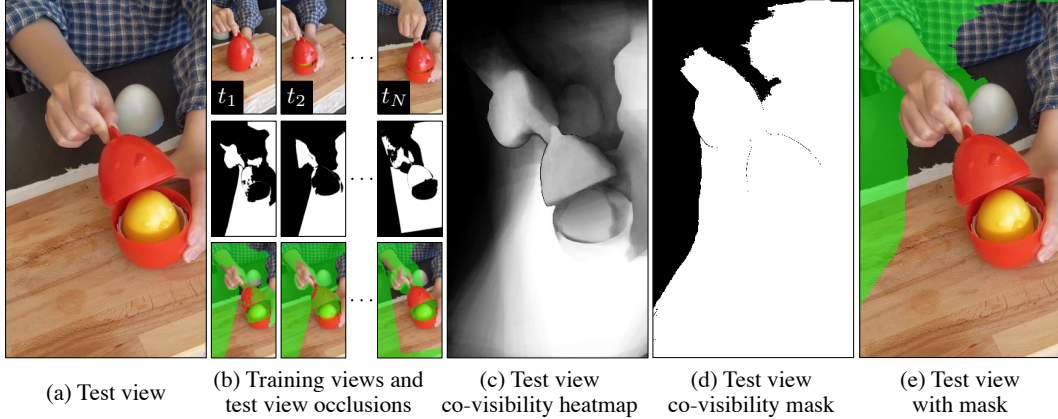 t₁
t₂
...
t_N
...
...
(a) Test view
(b) Training views and
test view occlusions
(c) Test view
co-visibility heatmap
(d) Test view
co-visibility mask
(e) Test view
with mask